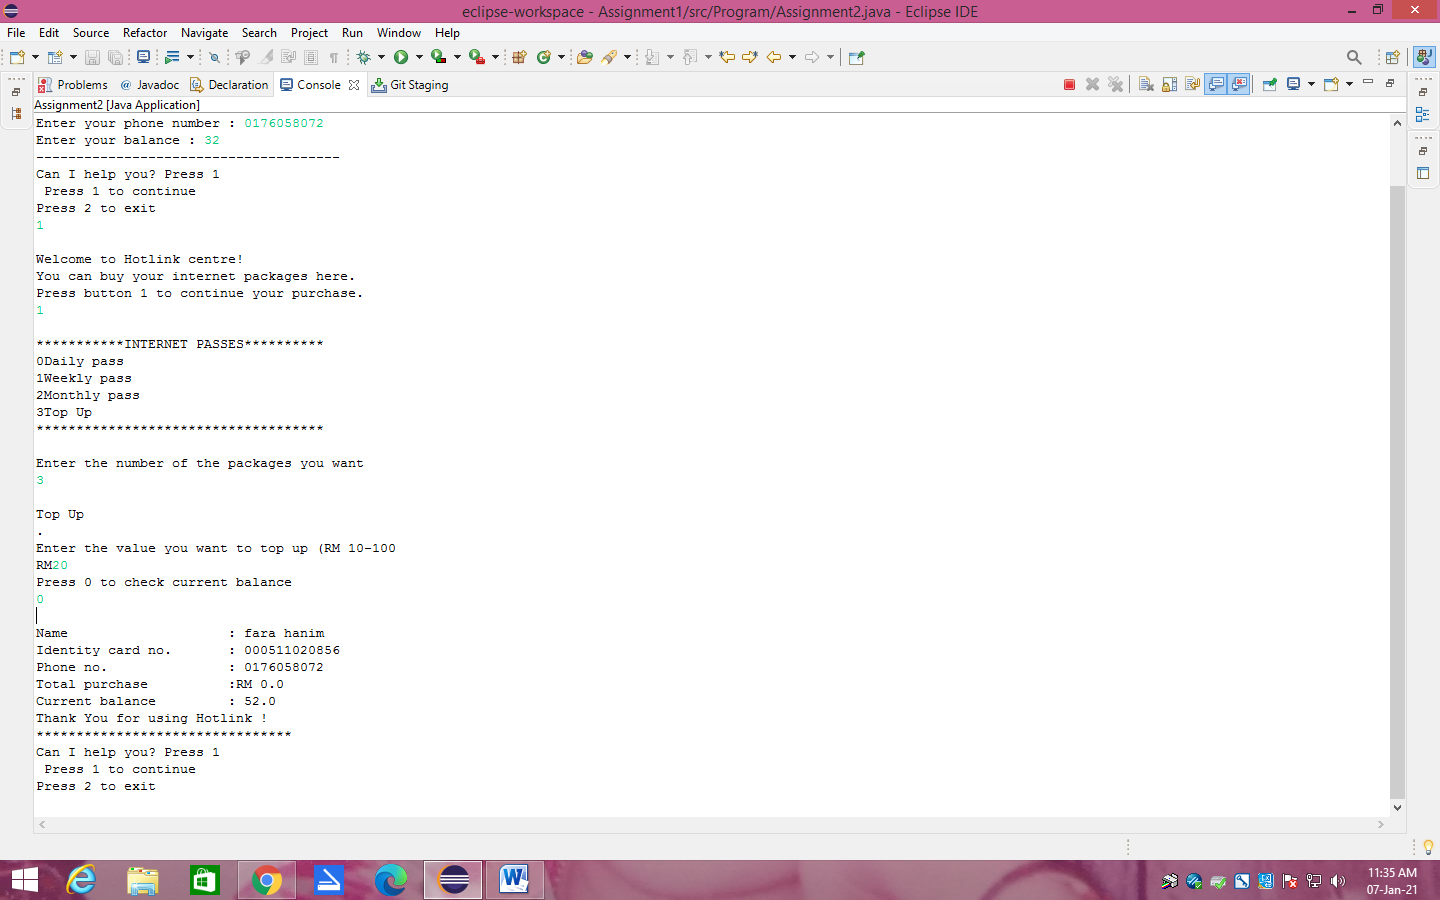 eclipse-workspace - Assignment1/src/Program/Assignment2.java - Eclipse IDE
File Edit Source Refactor Navigate Search Project Run Window Help
Problems @ Javadoc Declaration Console Git Staging
Assignment2 [Java Application]
Enter your phone number : 0176058072
Enter your balance : 32
--------------------------------------
Can I help you? Press 1
 Press 1 to continue
Press 2 to exit
1
Welcome to Hotlink centre!
You can buy your internet packages here.
Press button 1 to continue your purchase.
1
***********INTERNET PASSES**********
0Daily pass
1Weekly pass
2Monthly pass
3Top Up
************************************
Enter the number of the packages you want
3
Top Up
.
Enter the value you want to top up (RM 10-100
RM20
Press 0 to check current balance
0
Name                    : fara hanim
Identity card no.       : 000511020856
Phone no.               : 0176058072
Total purchase          :RM 0.0
Current balance         : 52.0
Thank You for using Hotlink !
********************************
Can I help you? Press 1
 Press 1 to continue
Press 2 to exit
11:35 AM
07-Jan-21